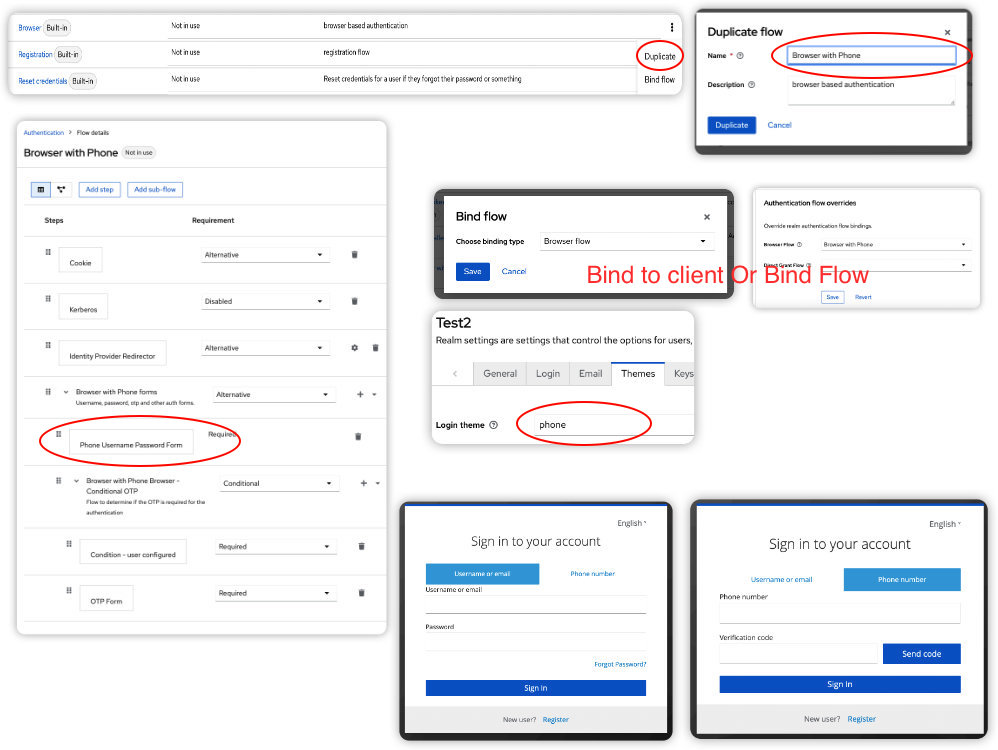 Browser Built-in Not in use browser based authentication
Registration Built-in Not in use registration flow Duplicate
Reset credentials Built-in Not in use Reset credentials for a user if they forgot their password or something Bind flow
Duplicate flow
Name * Browser with Phone
Description browser based authentication
Duplicate Cancel
Authentication > Flow details
Browser with Phone Not in use
Add step Add sub-flow
Steps Requirement
Cookie Alternative
Kerberos Disabled
Identity Provider Redirector Alternative
Browser with Phone forms Alternative
Username, password, otp and other auth forms.
Phone Username Password Form Required
Browser with Phone Browser - Conditional
Conditional OTP
Flow to determine if the OTP is required for the
authentication
Condition - user configured Required
OTP Form Required
Bind flow
Choose binding type Browser flow
Save Cancel
Authentication flow overrides
Override realm authentication flow bindings.
Browser Flow Browser with Phone
Direct Grant Flow
Save Revert
Bind to client Or Bind Flow
Test2
Realm settings are settings that control the options for users,
General Login Email Themes Keys
Login theme phone
English
Sign in to your account
Username or email Phone number
Username or email
Password
Forgot Password?
Sign In
New user? Register
English
Sign in to your account
Username or email Phone number
Phone number
Verification code
Send code
Sign In
New user? Register